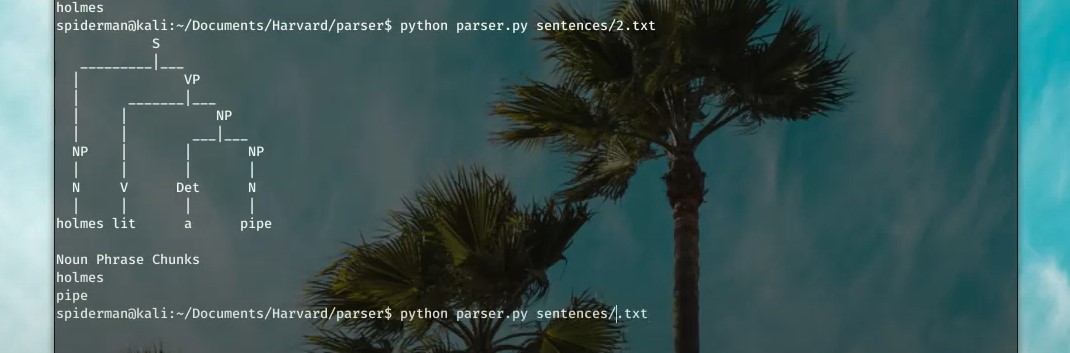 holmes
spiderman@kali:~/Documents/Harvard/parser$ python parser.py sentences/2.txt
            S
   _________|___
  |             VP
  |      _______|___
  |     |           NP
  |     |        ___|___
  NP    |       |       NP
  |     |       |       |
  N     V      Det      N
  |     |       |       |
holmes lit      a      pipe

Noun Phrase Chunks
holmes
pipe
spiderman@kali:~/Documents/Harvard/parser$ python parser.py sentences/.txt